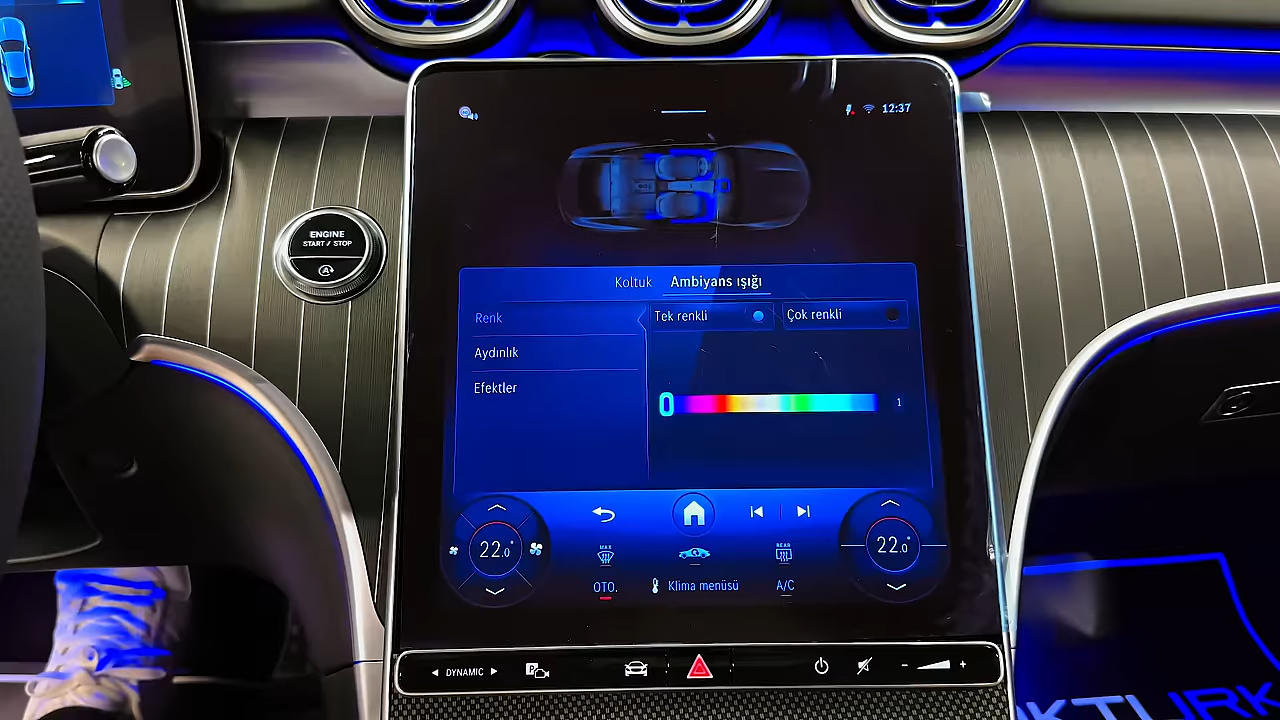 12:37
ENGINE
START / STOP
A
Koltuk Ambiyans ışığı
Renk
Tek renkli
Çok renkli
Aydınlık
Efektler
1
22.0°
22.0°
MAX
REAR
OTO.
Klima menüsü
A/C
DYNAMIC
P